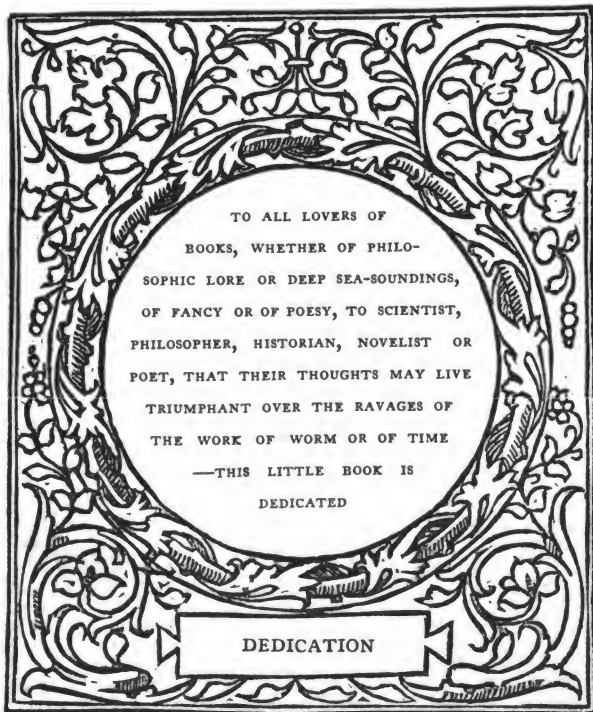 TO ALL LOVERS OF
BOOKS, WHETHER OF PHILO-
SOPHIC LORE OR DEEP SEA-SOUNDINGS,
OF FANCY OR OF POESY, TO SCIENTIST,
PHILOSOPHER, HISTORIAN, NOVELIST OR
POET, THAT THEIR THOUGHTS MAY LIVE
TRIUMPHANT OVER THE RAVAGES OF
THE WORK OF WORM OR OF TIME
—THIS LITTLE BOOK IS
DEDICATED
DEDICATION